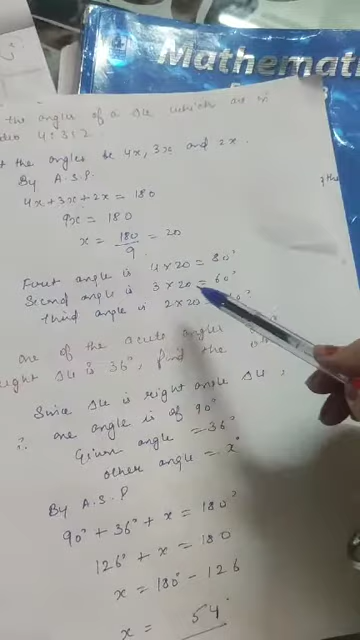 Mathemat
the angles of a Δle which are in
4:3:2
the angles be 4x, 3x and 2x.
By A.S.P.
4x+3x+2x = 180
9x = 180
x = 180/9 = 20
First angle is 4×20 = 80°
Second angle is 3×20 = 60°
Third angle is 2×20
one of the acute angles
Δle is 36°, find the
Since Δle is right angle Δle,
∴ one angle is of 90°
Given angle = 36°
other angle = x°
By A.S.P
90° + 36° + x = 180°
126° + x = 180
x = 180° - 126
x = 54°